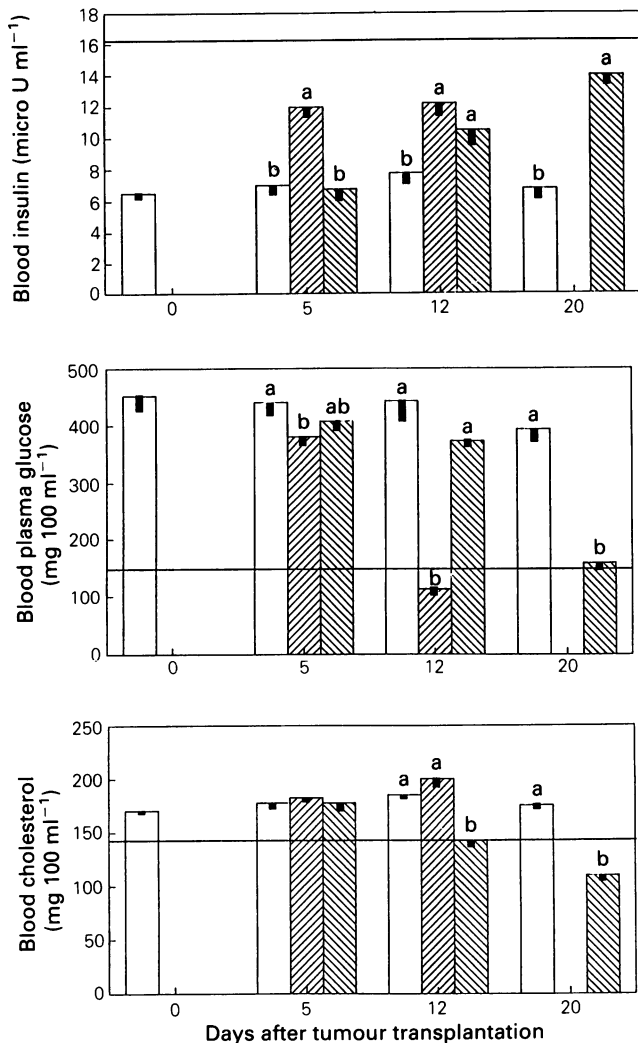 Blood insulin (micro U ml−1)
18
16
14
12
10
8
6
4
2
0
b
a
b
b
a
a
b
a
0
5
12
20
Blood plasma glucose
(mg 100 ml−1)
500
400
300
200
100
0
a
b
ab
a
b
a
a
b
0
5
12
20
Blood cholesterol
(mg 100 ml−1)
250
200
150
100
50
0
a
a
b
a
b
0
5
12
20
Days after tumour transplantation